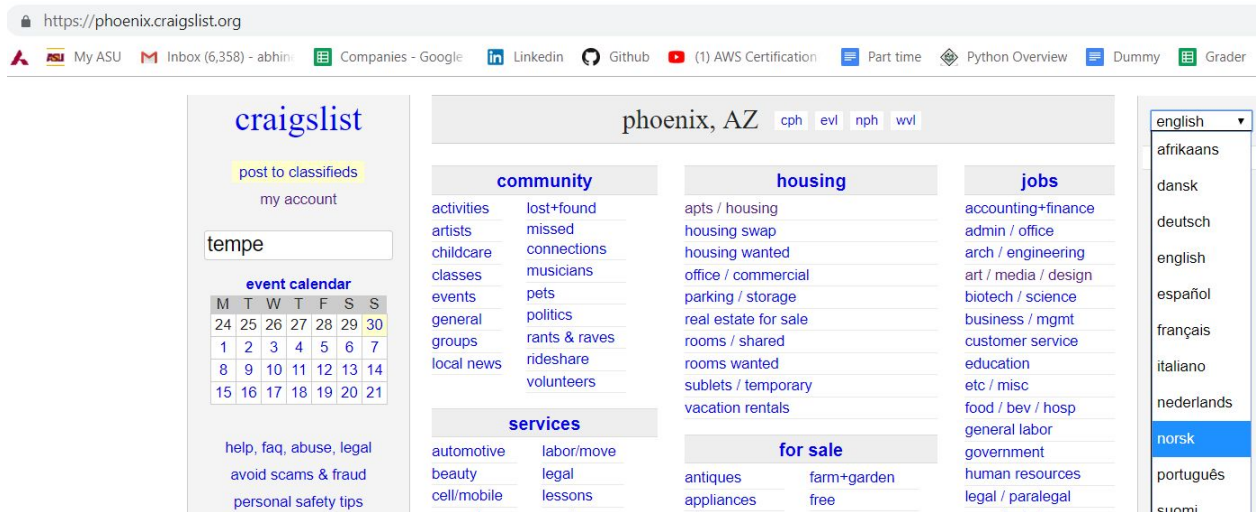 https://phoenix.craigslist.org
ASU My ASU Inbox (6,358) - abhin Companies - Google in Linkedin Github (1) AWS Certification Part time Python Overview Dummy Grader
craigslist
post to classifieds
my account
tempe
event calendar
M T W T F S S
24 25 26 27 28 29 30
1 2 3 4 5 6 7
8 9 10 11 12 13 14
15 16 17 18 19 20 21
help, faq, abuse, legal
avoid scams & fraud
personal safety tips
phoenix, AZ cph evl nph wvl
community
activities
artists
childcare
classes
events
general
groups
local news
lost+found
missed
connections
musicians
pets
politics
rants & raves
rideshare
volunteers
services
automotive
beauty
cell/mobile
labor/move
legal
lessons
housing
apts / housing
housing swap
housing wanted
office / commercial
parking / storage
real estate for sale
rooms / shared
rooms wanted
sublets / temporary
vacation rentals
for sale
antiques
appliances
farm+garden
free
jobs
accounting+finance
admin / office
arch / engineering
art / media / design
biotech / science
business / mgmt
customer service
education
etc / misc
food / bev / hosp
general labor
government
human resources
legal / paralegal
english
afrikaans
dansk
deutsch
english
español
français
italiano
nederlands
norsk
português
suomi